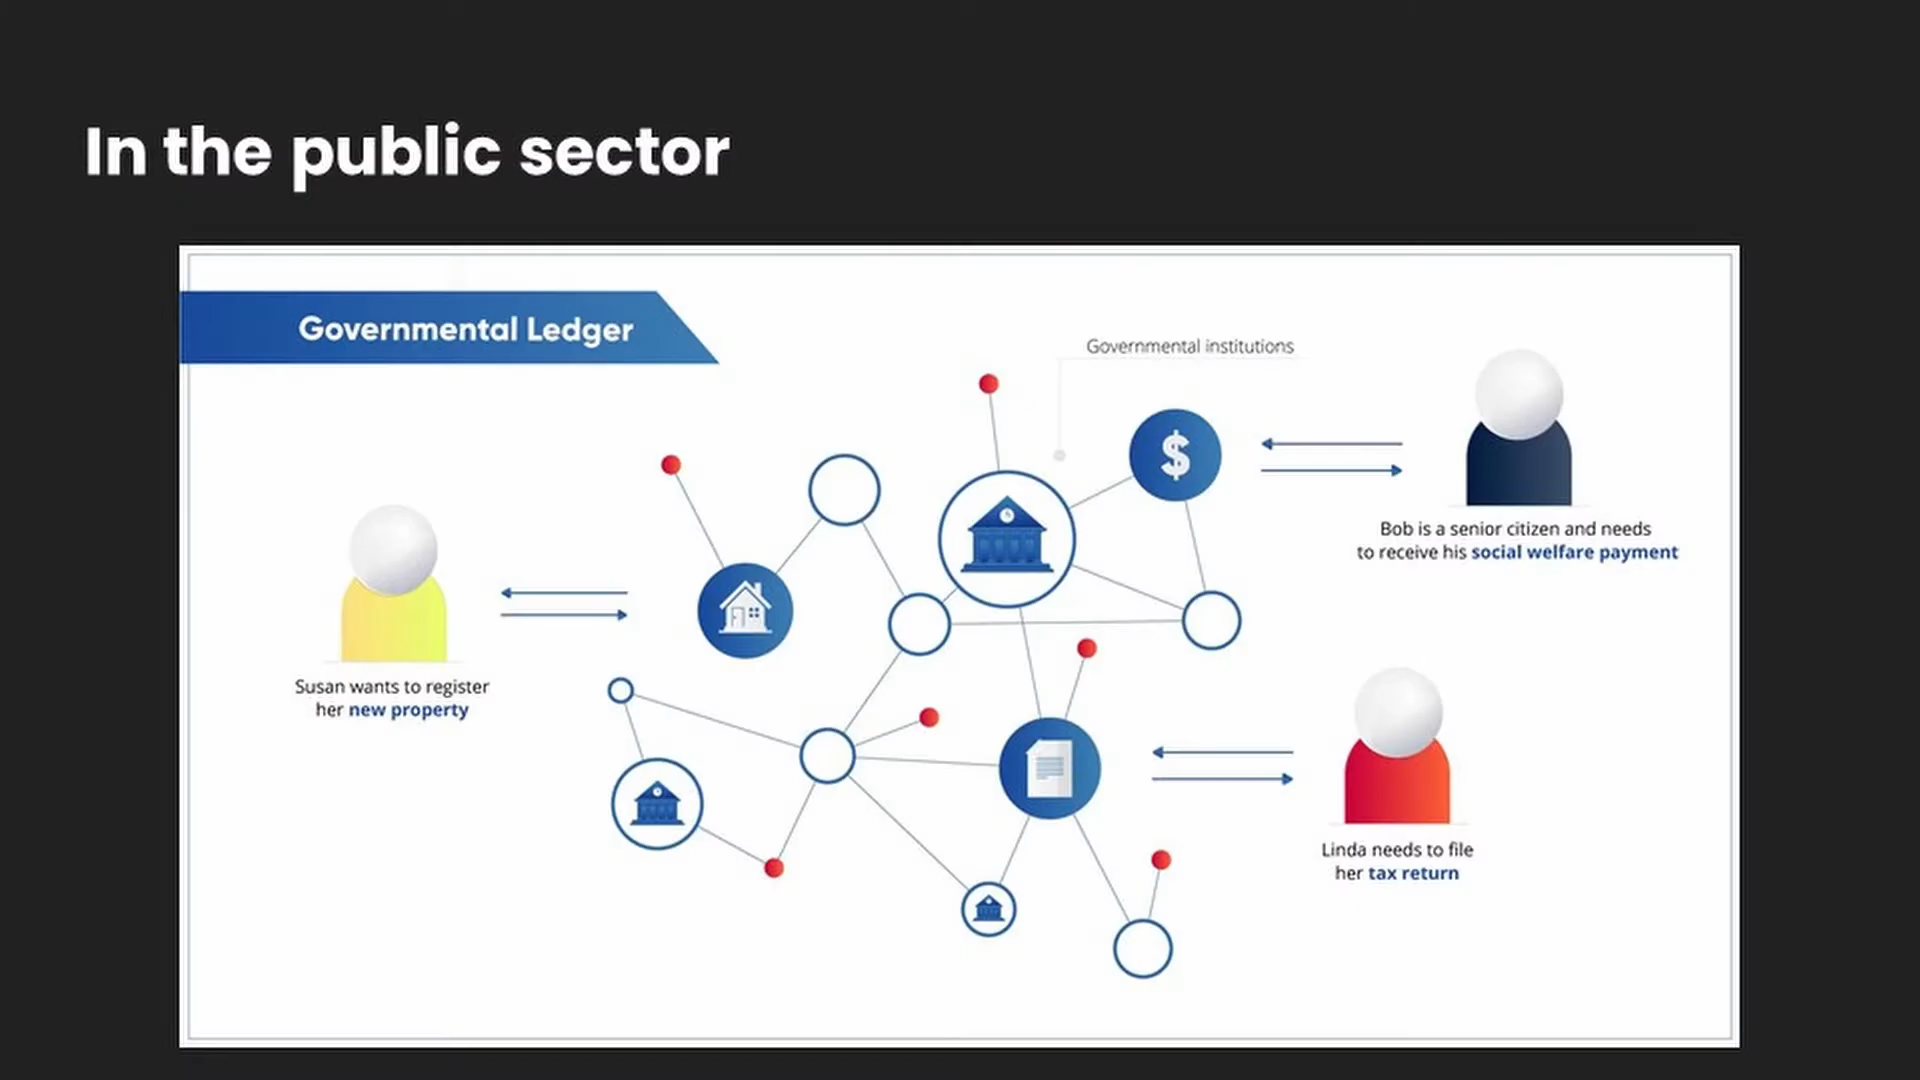 In the public sector
Governmental Ledger
Governmental institutions
$
Bob is a senior citizen and needs
to receive his social welfare payment
Susan wants to register
her new property
Linda needs to file
her tax return